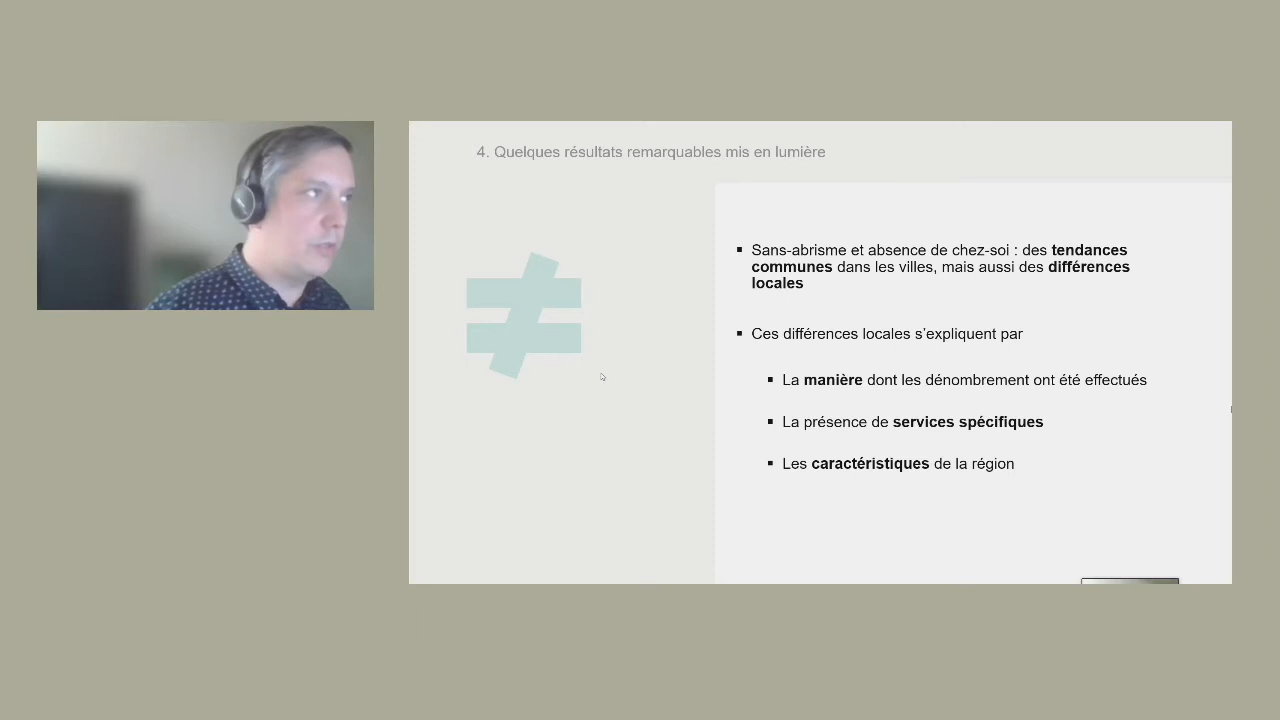 4. Quelques résultats remarquables mis en lumière
Sans-abrisme et absence de chez-soi : des tendances
communes dans les villes, mais aussi des différences
locales
Ces différences locales s'expliquent par
La manière dont les dénombrement ont été effectués
La présence de services spécifiques
Les caractéristiques de la région